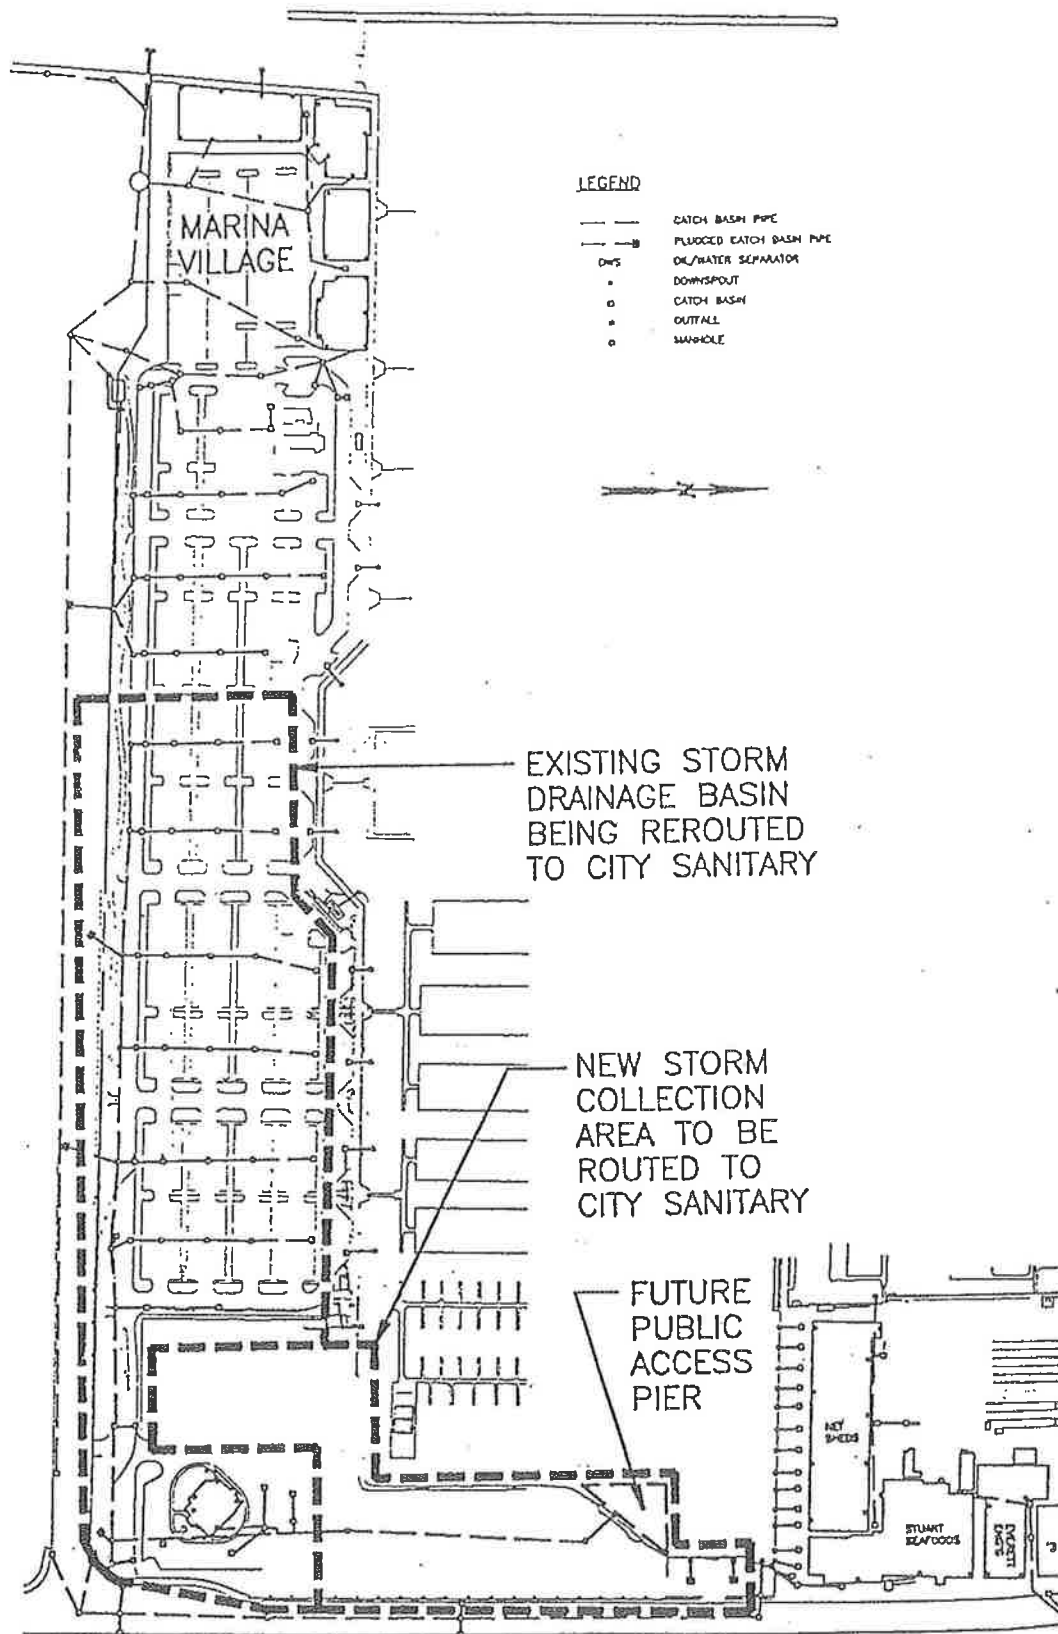 MARINA
VILLAGE
LEGEND
CATCH BASIN PIPE
PLUGGED CATCH BASIN PIPE
OWS OIL/WATER SEPARATOR
DOWNSPOUT
CATCH BASIN
OUTFALL
MANHOLE
N
EXISTING STORM
DRAINAGE BASIN
BEING REROUTED
TO CITY SANITARY
NEW STORM
COLLECTION
AREA TO BE
ROUTED TO
CITY SANITARY
FUTURE
PUBLIC
ACCESS
PIER
NET
SHEDS
STUART
SEAFOODS
EVERETT